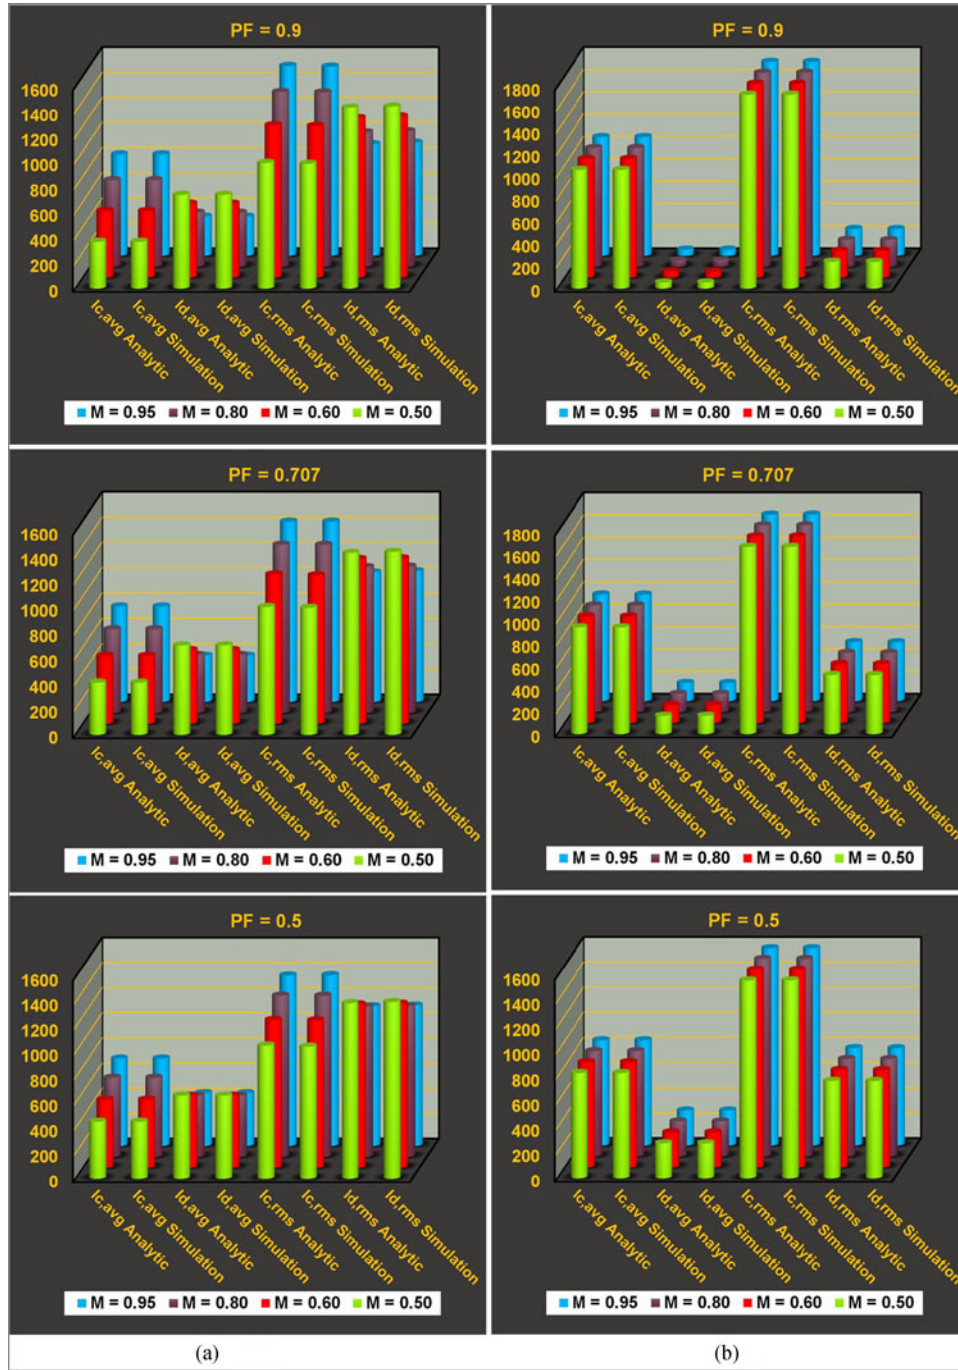 PF = 0.9
1600
1400
1200
1000
800
600
400
200
0
Ic,avg Analytic
Ic,avg Simulation
Id,avg Analytic
Id,avg Simulation
Ic,rms Analytic
Ic,rms Simulation
Id,rms Analytic
Id,rms Simulation
M = 0.95 M = 0.80 M = 0.60 M = 0.50
PF = 0.9
1800
1600
1400
1200
1000
800
600
400
200
0
Ic,avg Analytic
Ic,avg Simulation
Id,avg Analytic
Id,avg Simulation
Ic,rms Analytic
Ic,rms Simulation
Id,rms Analytic
Id,rms Simulation
M = 0.95 M = 0.80 M = 0.60 M = 0.50
PF = 0.707
1600
1400
1200
1000
800
600
400
200
0
Ic,avg Analytic
Ic,avg Simulation
Id,avg Analytic
Id,avg Simulation
Ic,rms Analytic
Ic,rms Simulation
Id,rms Analytic
Id,rms Simulation
M = 0.95 M = 0.80 M = 0.60 M = 0.50
PF = 0.707
1800
1600
1400
1200
1000
800
600
400
200
0
Ic,avg Analytic
Ic,avg Simulation
Id,avg Analytic
Id,avg Simulation
Ic,rms Analytic
Ic,rms Simulation
Id,rms Analytic
Id,rms Simulation
M = 0.95 M = 0.80 M = 0.60 M = 0.50
PF = 0.5
1600
1400
1200
1000
800
600
400
200
0
Ic,avg Analytic
Ic,avg Simulation
Id,avg Analytic
Id,avg Simulation
Ic,rms Analytic
Ic,rms Simulation
Id,rms Analytic
Id,rms Simulation
M = 0.95 M = 0.80 M = 0.60 M = 0.50
PF = 0.5
1600
1400
1200
1000
800
600
400
200
0
Ic,avg Analytic
Ic,avg Simulation
Id,avg Analytic
Id,avg Simulation
Ic,rms Analytic
Ic,rms Simulation
Id,rms Analytic
Id,rms Simulation
M = 0.95 M = 0.80 M = 0.60 M = 0.50
(a)
(b)